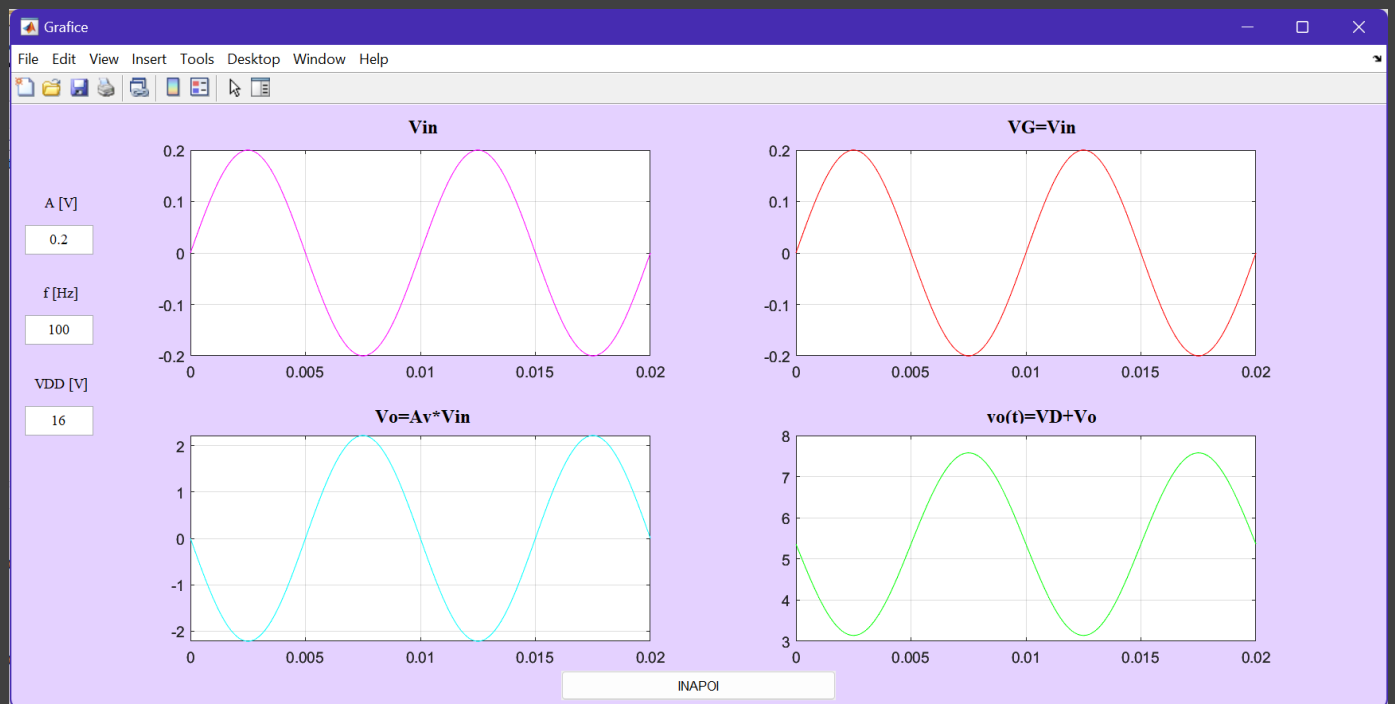 Grafice
File Edit View Insert Tools Desktop Window Help
Vin
0.2
0.1
0
-0.1
-0.2
0 0.005 0.01 0.015 0.02
VG=Vin
0.2
0.1
0
-0.1
-0.2
0 0.005 0.01 0.015 0.02
A [V]
0.2
f [Hz]
100
VDD [V]
16
Vo=Av*Vin
2
1
0
-1
-2
0 0.005 0.01 0.015 0.02
vo(t)=VD+Vo
8
7
6
5
4
3
0 0.005 0.01 0.015 0.02
INAPOI